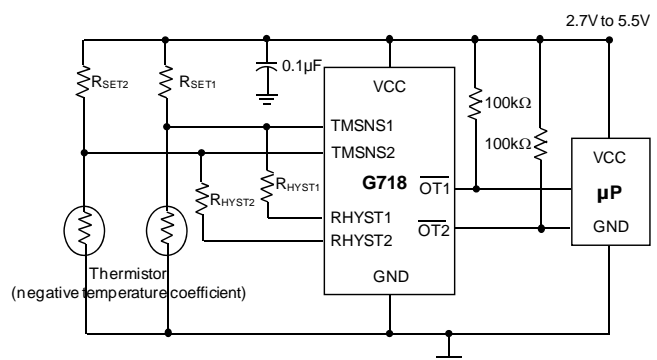 2.7V to 5.5V
RSET2
RSET1
0.1µF
VCC
100kΩ
100kΩ
TMSNS1
TMSNS2
VCC
G718
OT1
µP
RHYST1
RHYST2
RHYST1
RHYST2
OT2
GND
Thermistor
(negative temperature coefficient)
GND